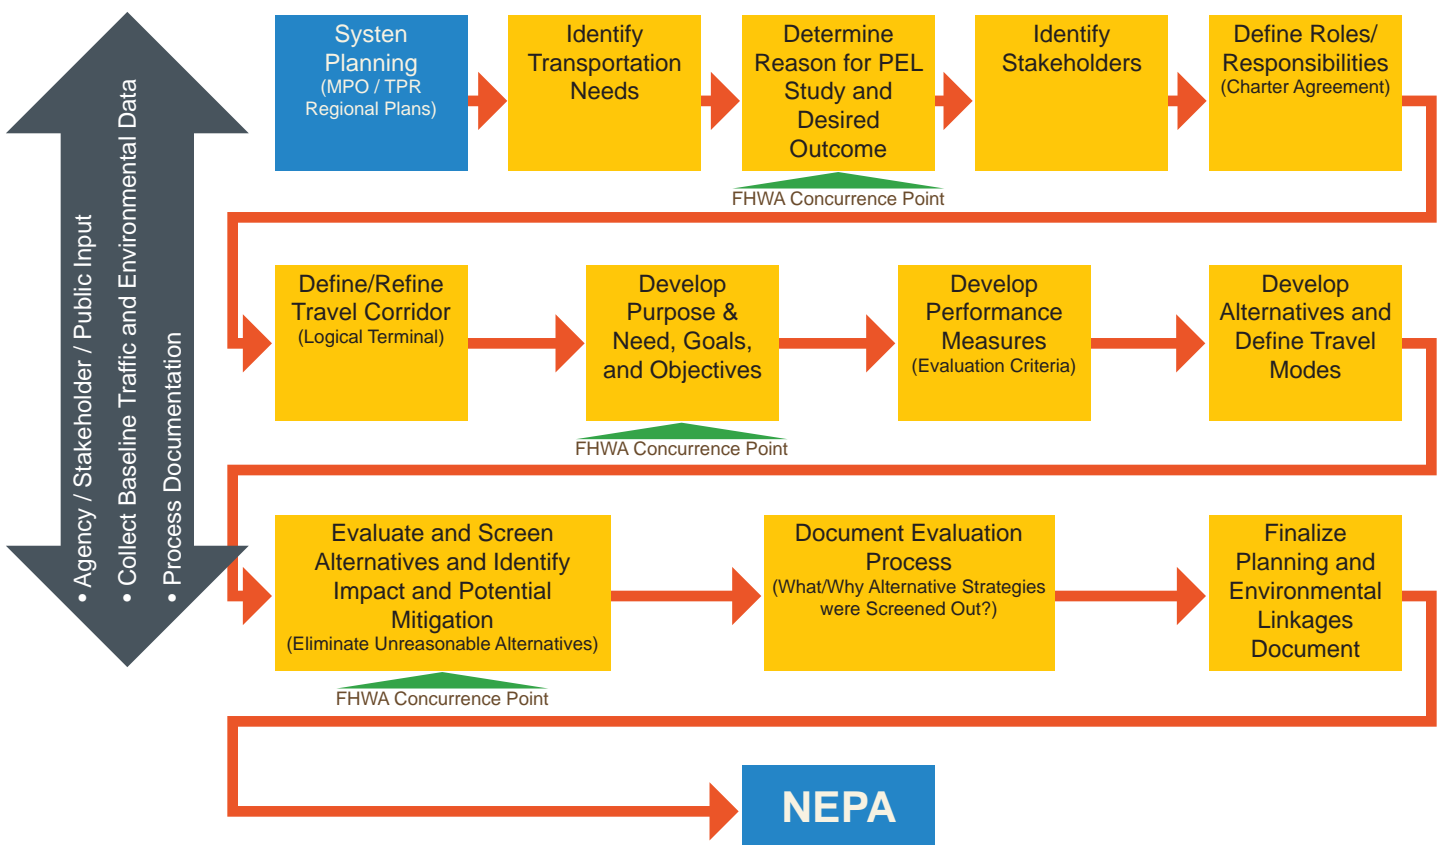 Systen
Planning
(MPO / TPR
Regional Plans)
Identify
Transportation
Needs
Determine
Reason for PEL
Study and
Desired
Outcome
Identify
Stakeholders
Define Roles/
Responsibilities
(Charter Agreement)
FHWA Concurrence Point
• Agency / Stakeholder / Public Input
• Collect Baseline Traffic and Environmental Data
• Process Documentation
Define/Refine
Travel Corridor
(Logical Terminal)
Develop
Purpose &
Need, Goals,
and Objectives
Develop
Performance
Measures
(Evaluation Criteria)
Develop
Alternatives and
Define Travel
Modes
FHWA Concurrence Point
Evaluate and Screen
Alternatives and Identify
Impact and Potential
Mitigation
(Eliminate Unreasonable Alternatives)
Document Evaluation
Process
(What/Why Alternative Strategies
were Screened Out?)
Finalize
Planning and
Environmental
Linkages
Document
FHWA Concurrence Point
NEPA